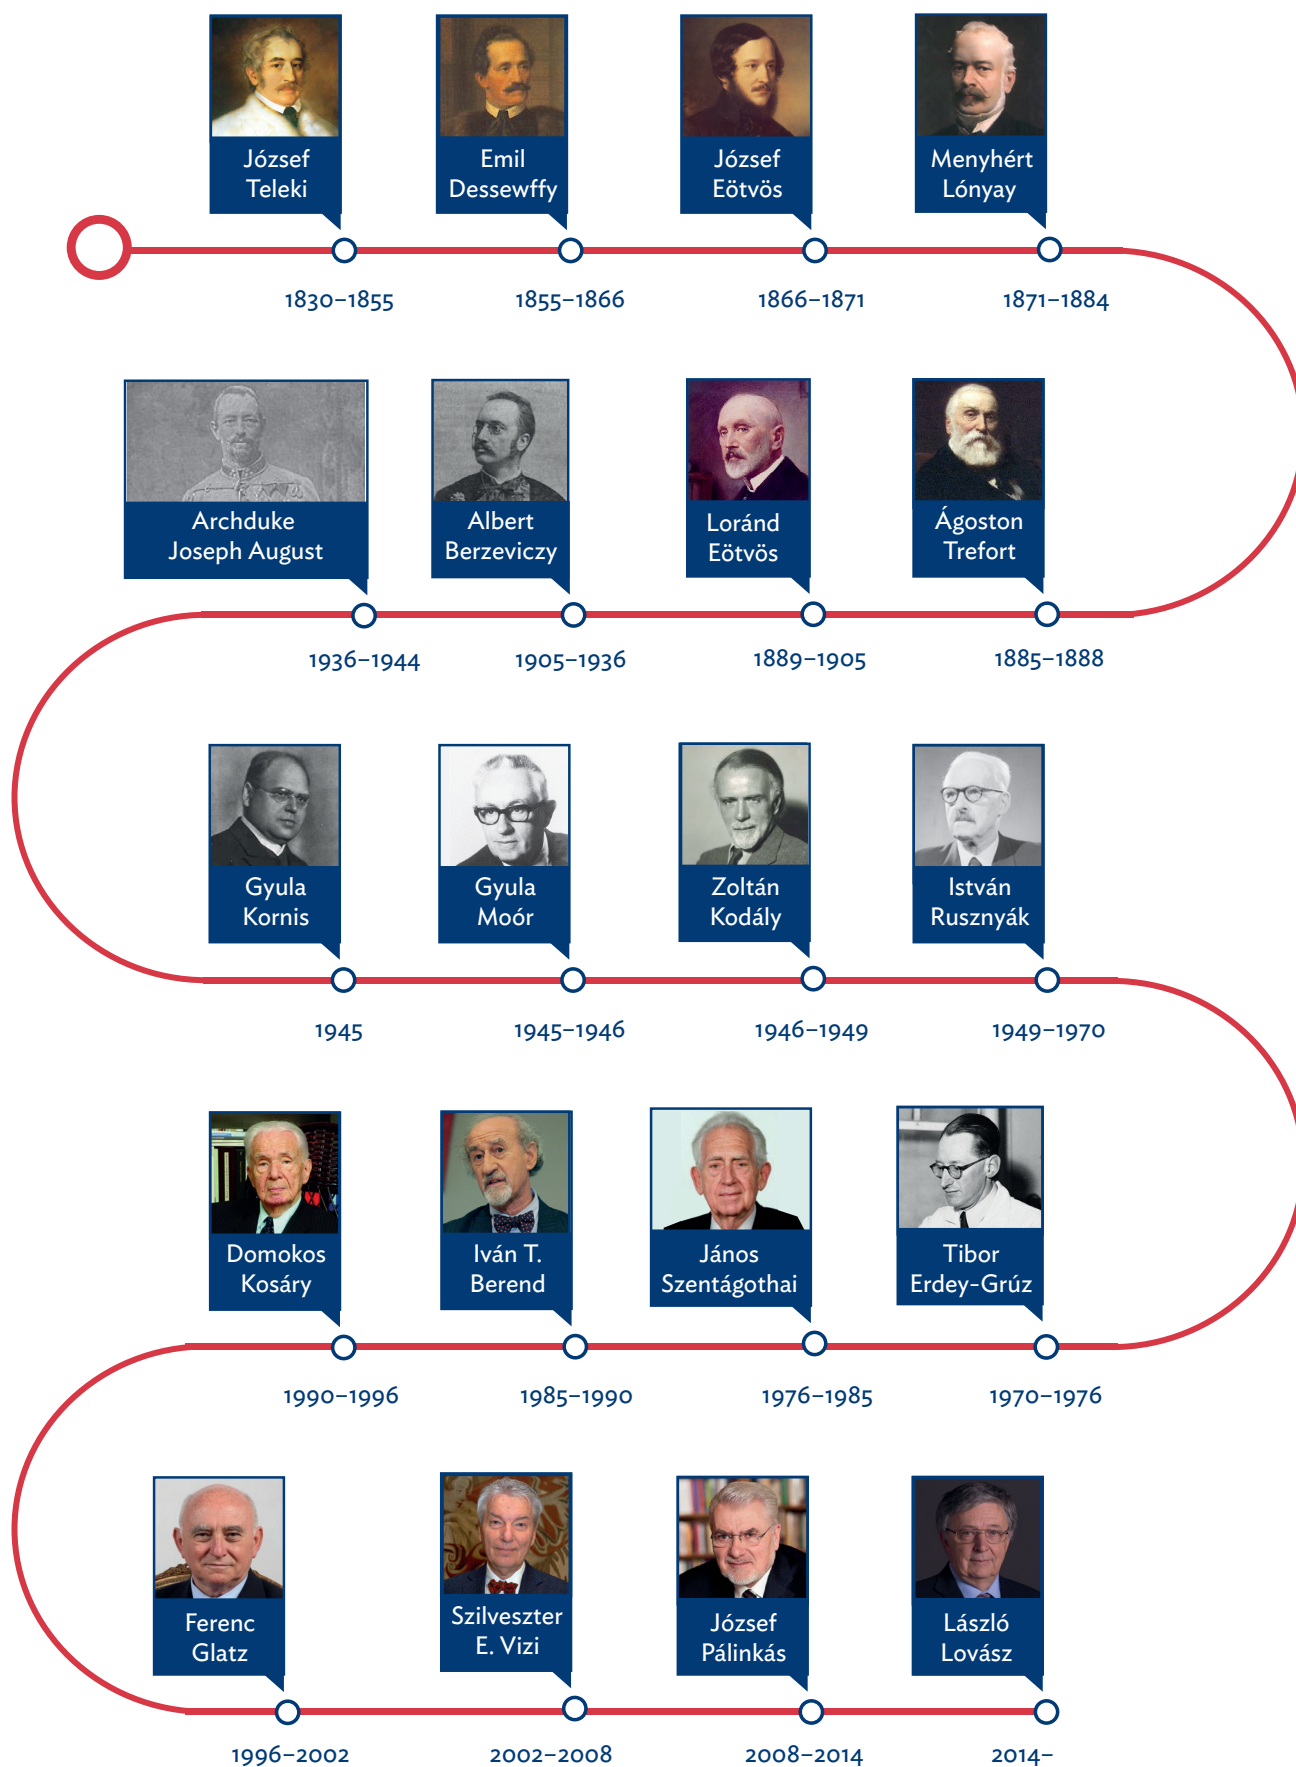 József
Teleki
Emil
Dessewffy
József
Eötvös
Menyhért
Lónyay
1830–1855
1855–1866
1866–1871
1871–1884
Archduke
Joseph August
Albert
Berzeviczy
Loránd
Eötvös
Ágoston
Trefort
1936–1944
1905–1936
1889–1905
1885–1888
Gyula
Kornis
Gyula
Moór
Zoltán
Kodály
István
Rusznyák
1945
1945–1946
1946–1949
1949–1970
Domokos
Kosáry
Iván T.
Berend
János
Szentágothai
Tibor
Erdey-Grúz
1990–1996
1985–1990
1976–1985
1970–1976
Ferenc
Glatz
Szilveszter
E. Vizi
József
Pálinkás
László
Lovász
1996–2002
2002–2008
2008–2014
2014–